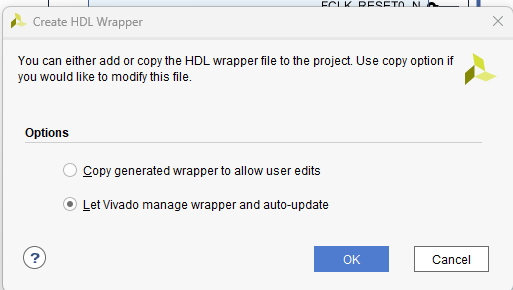 FCLK_RESET0_N
Create HDL Wrapper
You can either add or copy the HDL wrapper file to the project. Use copy option if
you would like to modify this file.
Options
Copy generated wrapper to allow user edits
Let Vivado manage wrapper and auto-update
?
OK
Cancel